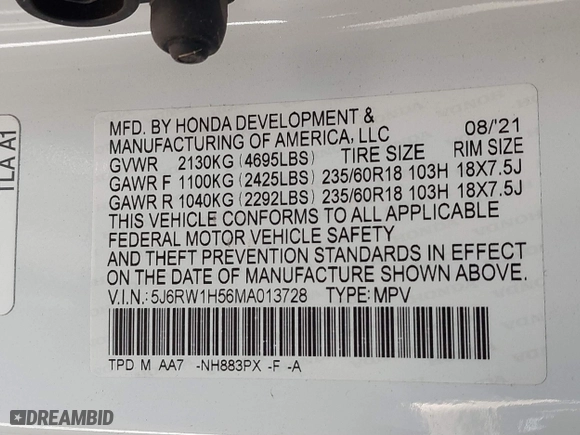 MFD. BY HONDA DEVELOPMENT &
MANUFACTURING OF AMERICA, LLC 08/'21
GVWR 2130KG (4695LBS) TIRE SIZE RIM SIZE
GAWR F 1100KG (2425LBS) 235/60R18 103H 18X7.5J
GAWR R 1040KG (2292LBS) 235/60R18 103H 18X7.5J
THIS VEHICLE CONFORMS TO ALL APPLICABLE
FEDERAL MOTOR VEHICLE SAFETY
AND THEFT PREVENTION STANDARDS IN EFFECT
ON THE DATE OF MANUFACTURE SHOWN ABOVE.
V.I.N.: 5J6RW1H56MA013728 TYPE: MPV
TPD M AA7 -NH883PX -F -A
TLA A1
DREAMBID